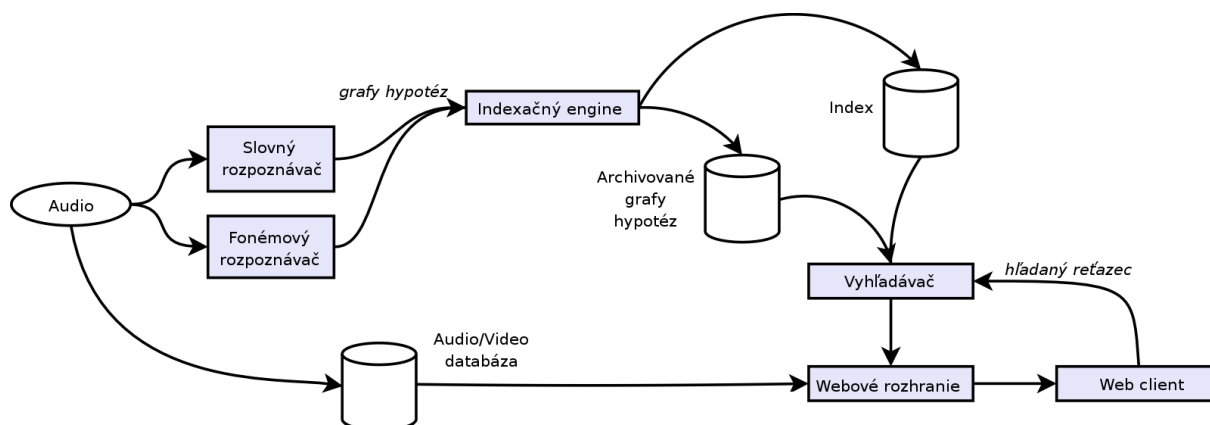 grafy hypotéz
Indexačný engine
Index
Slovný
rozpoznávač
Archivované
grafy
hypotéz
Audio
Fonémový
rozpoznávač
hľadaný reťazec
Vyhľadávač
Audio/Video
databáza
Webové rozhranie
Web client